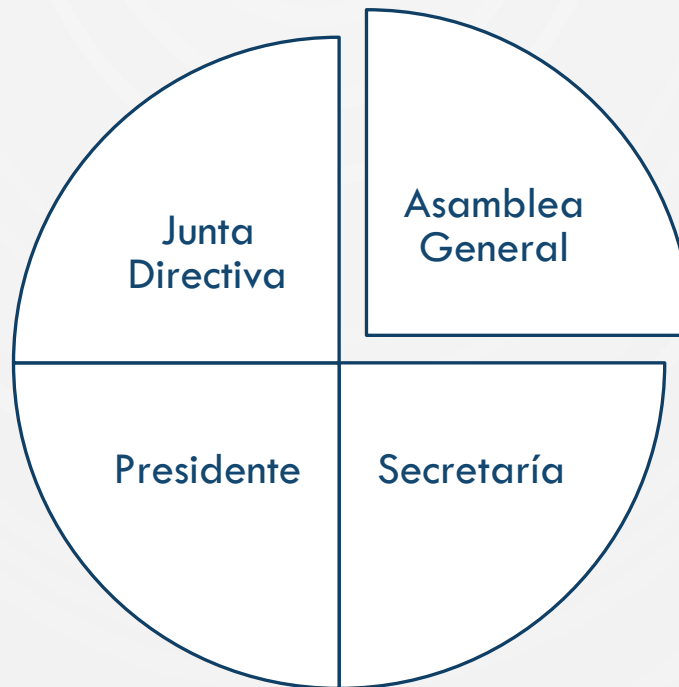 Junta
Directiva
Asamblea
General
Presidente
Secretaría